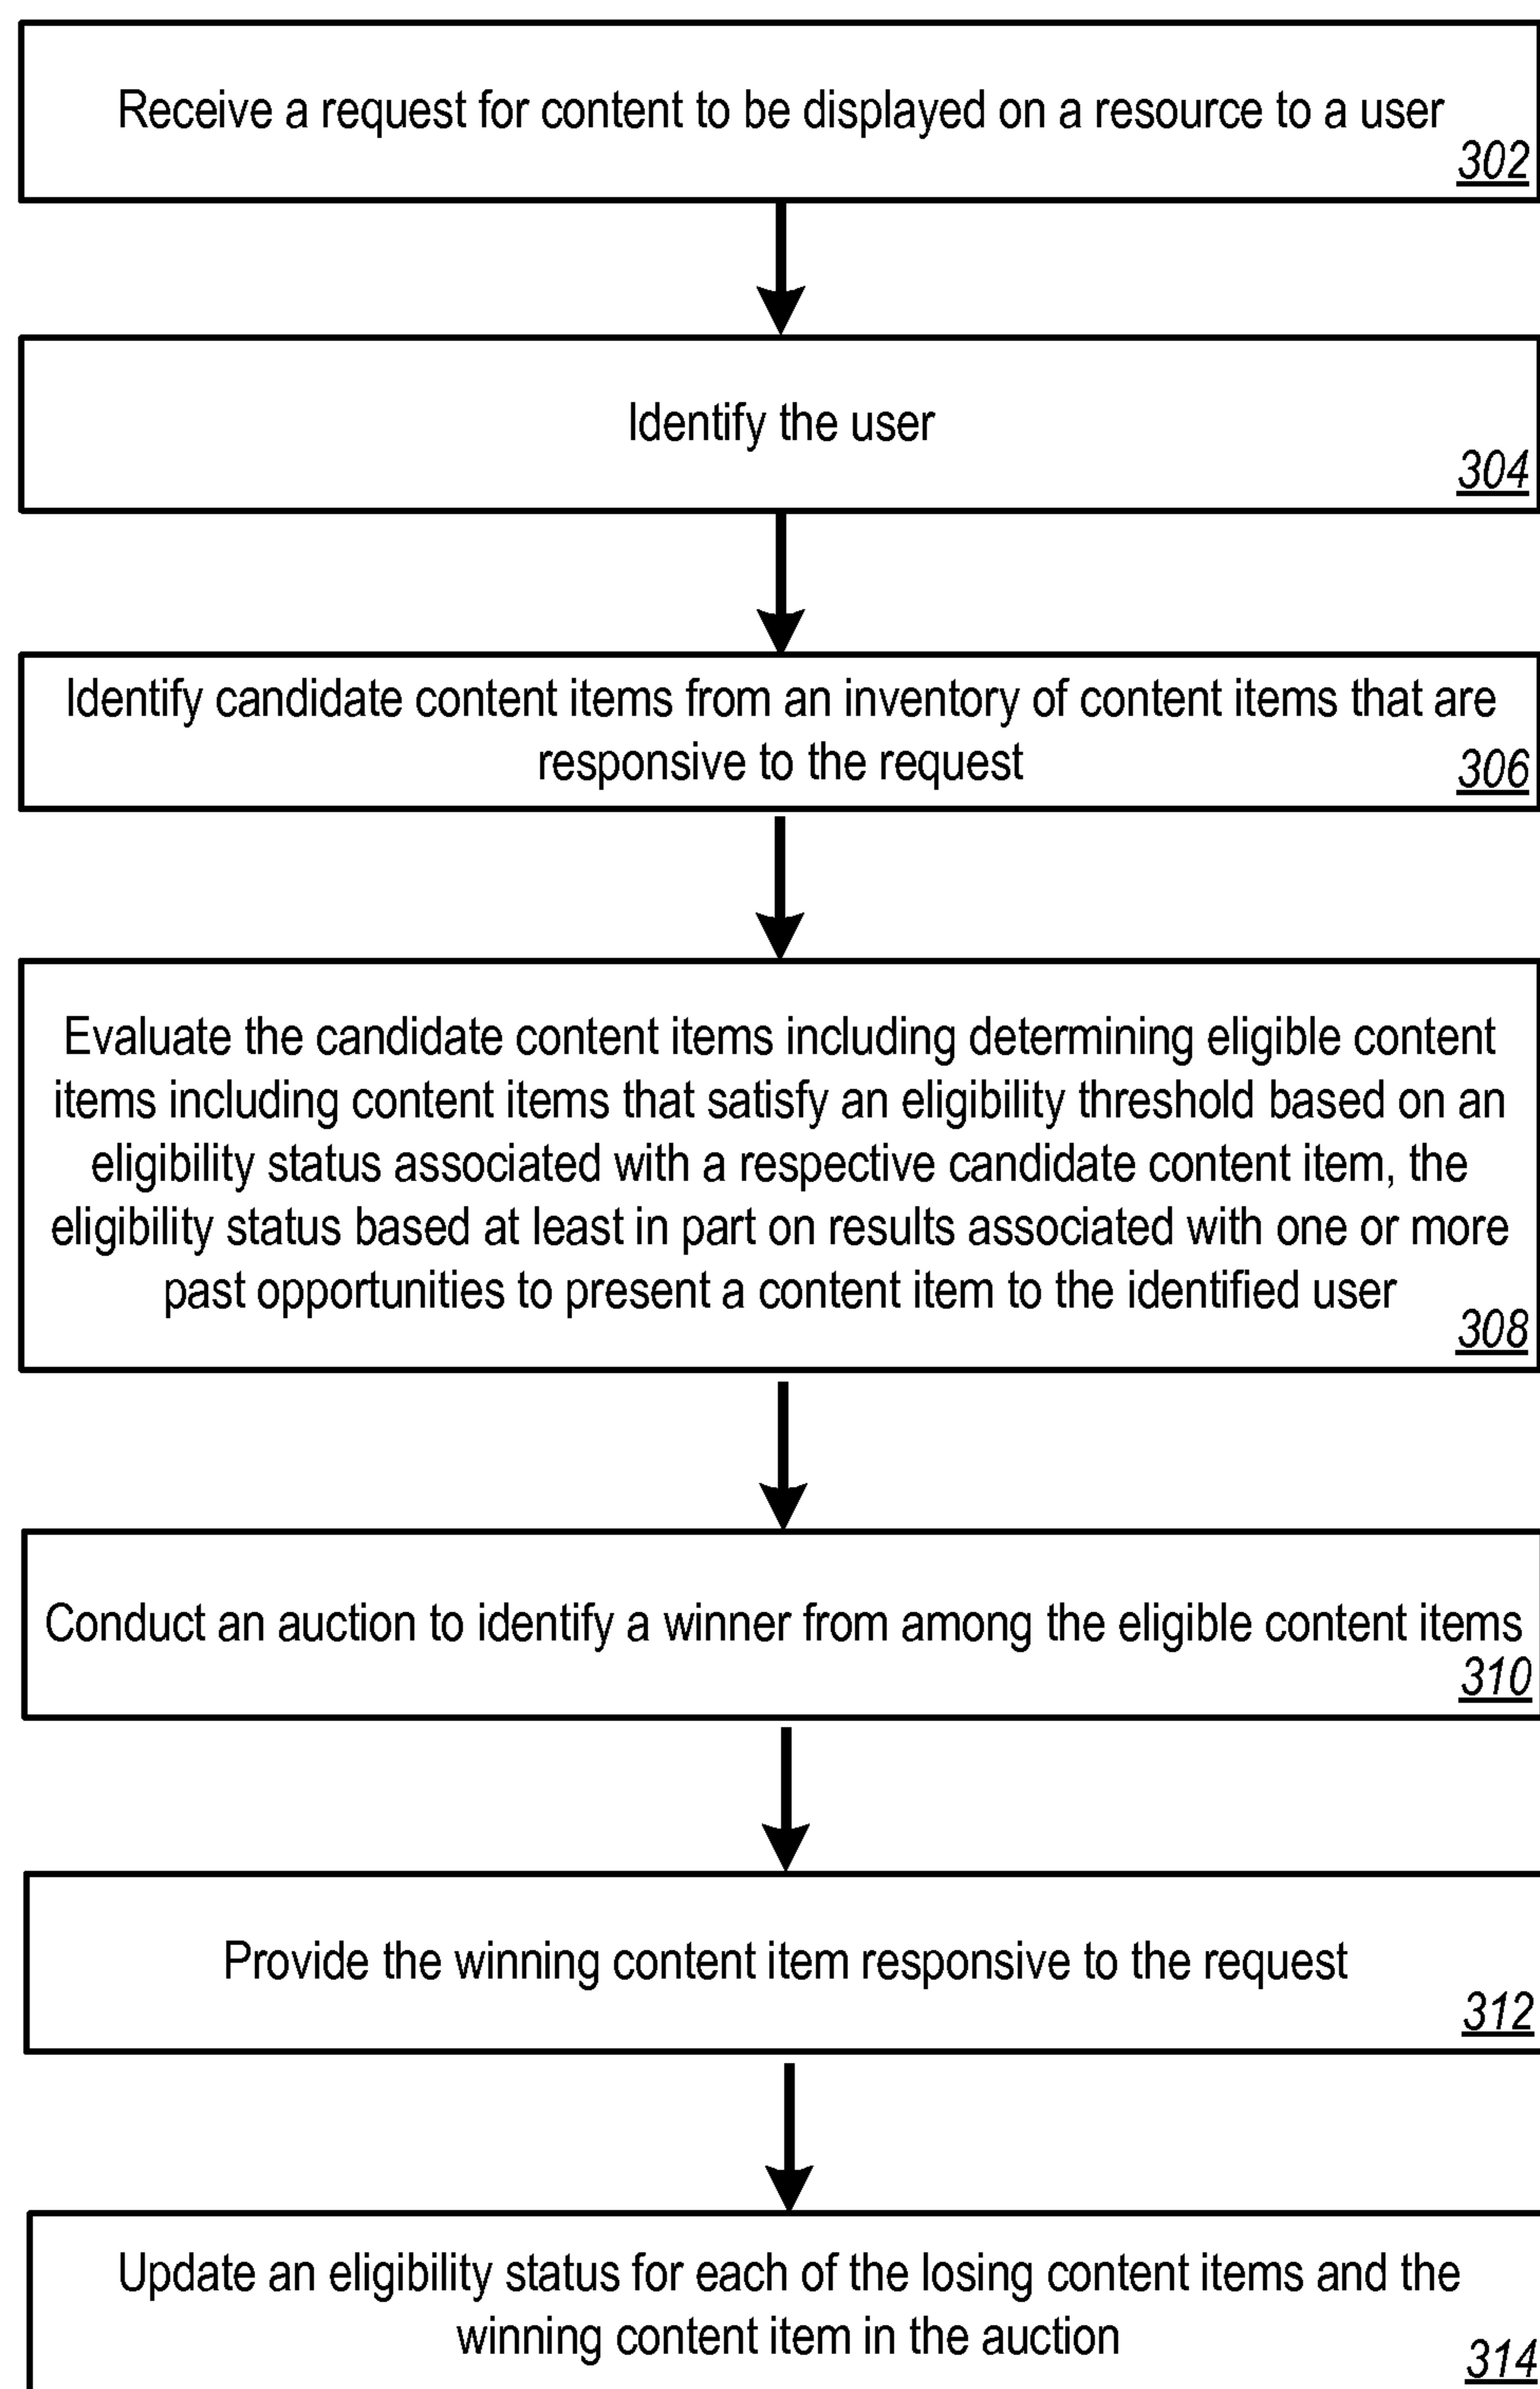 Receive a request for content to be displayed on a resource to a user
302
Identify the user
304
Identify candidate content items from an inventory of content items that are
responsive to the request
306
Evaluate the candidate content items including determining eligible content
items including content items that satisfy an eligibility threshold based on an
eligibility status associated with a respective candidate content item, the
eligibility status based at least in part on results associated with one or more
past opportunities to present a content item to the identified user
308
Conduct an auction to identify a winner from among the eligible content items
310
Provide the winning content item responsive to the request
312
Update an eligibility status for each of the losing content items and the
winning content item in the auction
314